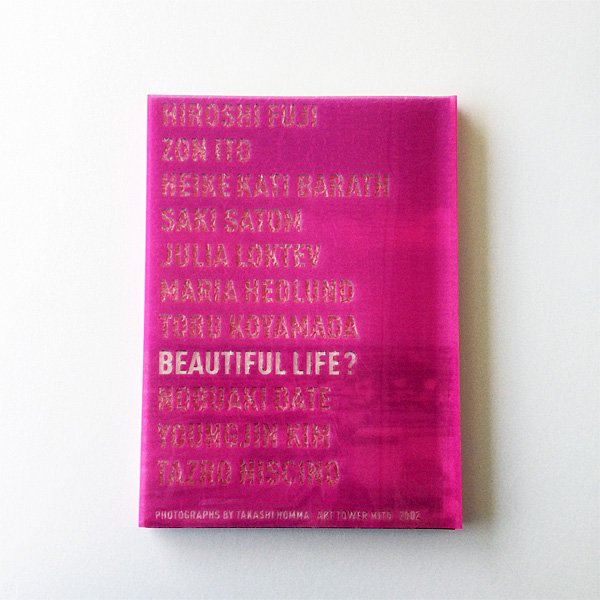 HIROSHI FUJI
ZON ITO
HEIKE KATI BARATH
SAKI SATOM
JULIA LOKTEV
MARIA HEDLUND
TORU KOYAMADA
BEAUTIFUL LIFE?
NOBUAKI DATE
YOUNGJIN KIM
TAZRO NISCINO
PHOTOGRAPHS BY TAKASHI HOMMA ART TOWER MITO 2002